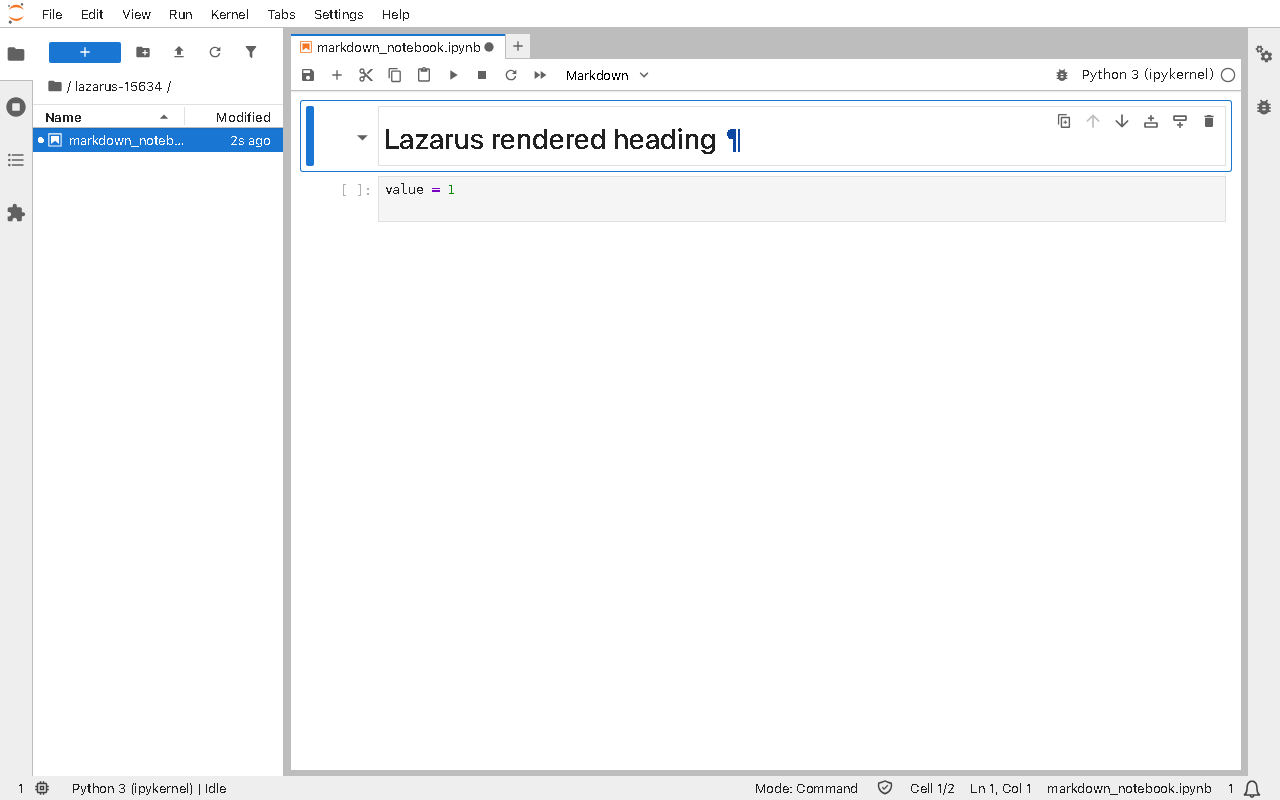 File Edit View Run Kernel Tabs Settings Help
/ lazarus-15634 /
Name Modified
markdown_noteb... 2s ago
markdown_notebook.ipynb
Markdown
Python 3 (ipykernel)
Lazarus rendered heading ¶
[ ]: value = 1
1 Python 3 (ipykernel) | Idle Mode: Command Cell 1/2 Ln 1, Col 1 markdown_notebook.ipynb 1